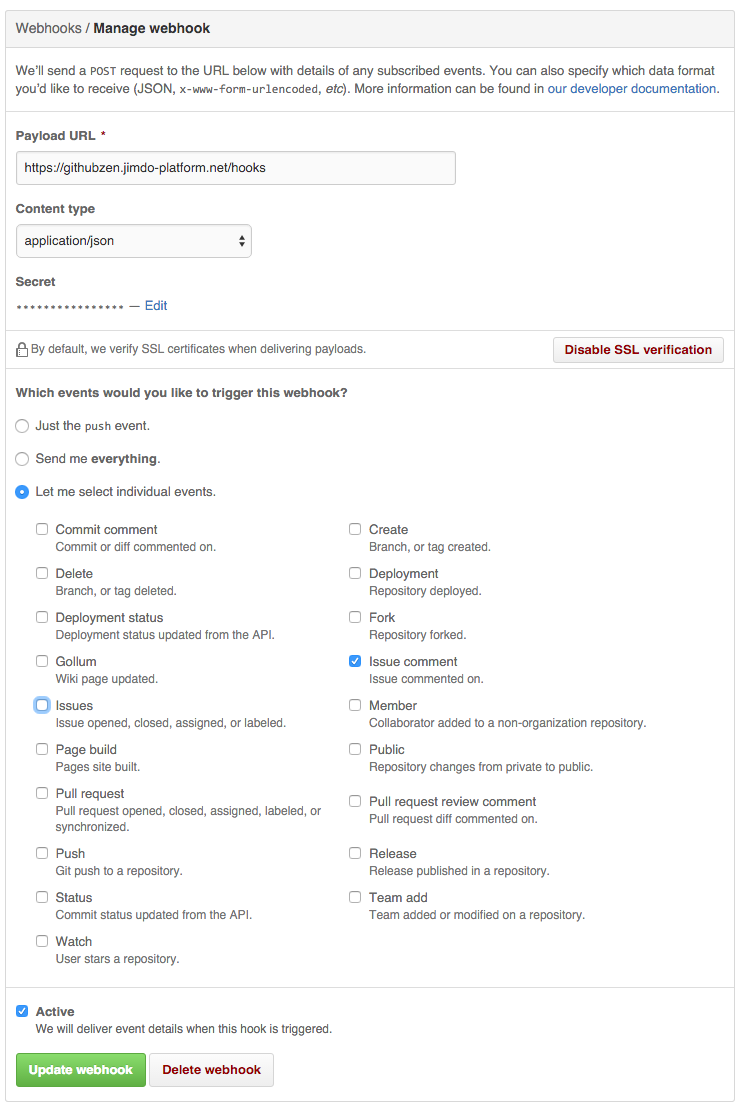 Webhooks / Manage webhook
We'll send a POST request to the URL below with details of any subscribed events. You can also specify which data format
you'd like to receive (JSON, x-www-form-urlencoded, etc). More information can be found in our developer documentation.
Payload URL *
https://githubzen.jimdo-platform.net/hooks
Content type
application/json
Secret
**************** — Edit
By default, we verify SSL certificates when delivering payloads.
Disable SSL verification
Which events would you like to trigger this webhook?
Just the push event.
Send me everything.
Let me select individual events.
Commit comment
Commit or diff commented on.
Create
Branch, or tag created.
Delete
Branch, or tag deleted.
Deployment
Repository deployed.
Deployment status
Deployment status updated from the API.
Fork
Repository forked.
Gollum
Wiki page updated.
Issue comment
Issue commented on.
Issues
Issue opened, closed, assigned, or labeled.
Member
Collaborator added to a non-organization repository.
Page build
Pages site built.
Public
Repository changes from private to public.
Pull request
Pull request opened, closed, assigned, labeled, or
synchronized.
Pull request review comment
Pull request diff commented on.
Push
Git push to a repository.
Release
Release published in a repository.
Status
Commit status updated from the API.
Team add
Team added or modified on a repository.
Watch
User stars a repository.
Active
We will deliver event details when this hook is triggered.
Update webhook
Delete webhook